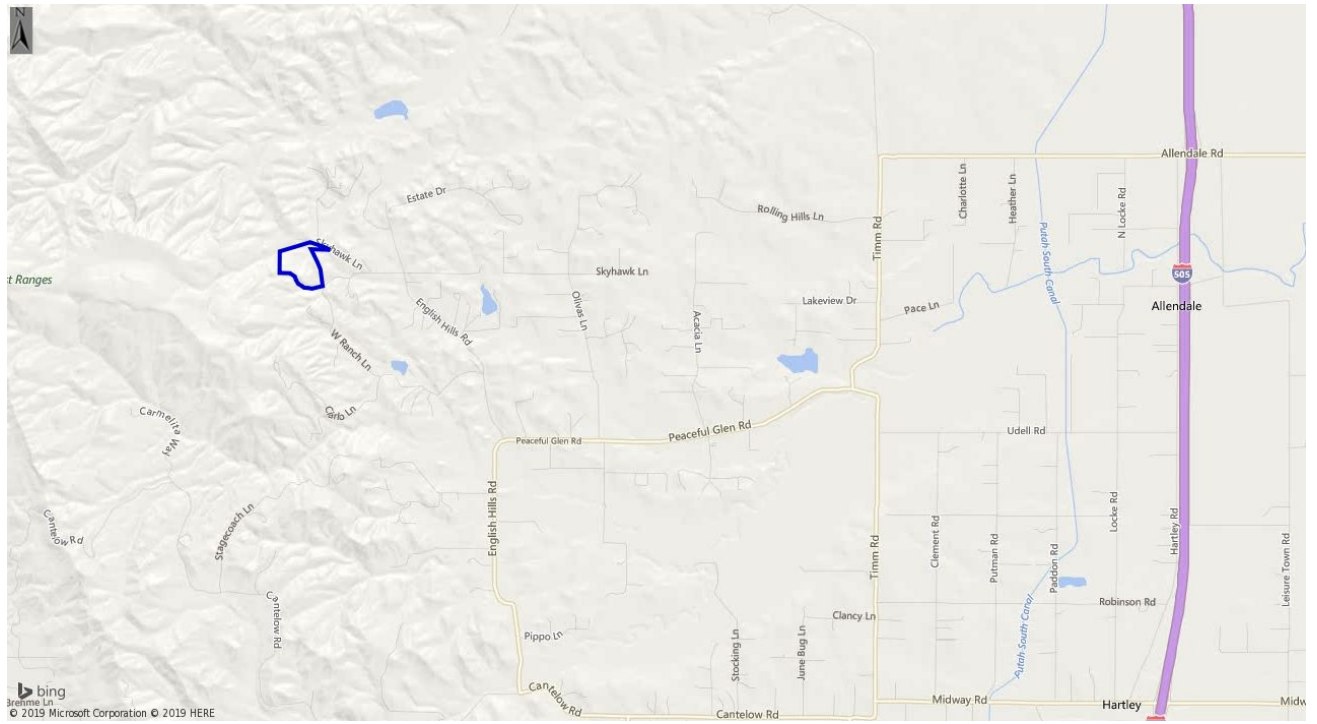 N
Allendale Rd
Estate Dr
Charlotte Ln
Heather Ln
N Locke Rd
Rolling Hills Ln
Timm Rd
Skyhawk Ln
Skyhawk Ln
Putah South Canal
505
Lakeview Dr
Pace Ln
Allendale
English Hills Rd
Olivas Ln
Acacia Ln
W Ranch Ln
Carlo Ln
Carmelita Way
Peaceful Glen Rd
Peaceful Glen Rd
Udell Rd
English Hills Rd
Stagecoach Ln
Cantelow Rd
Locke Rd
Hartley Rd
Clement Rd
Putman Rd
Paddon Rd
Timm Rd
Leisure Town Rd
Robinson Rd
Cantelow Rd
Clancy Ln
Pippo Ln
Stocking Ln
June Bug Ln
Putah South Canal
Cantelow Rd
Cantelow Rd
Midway Rd
Hartley
bing
© 2019 Microsoft Corporation © 2019 HERE